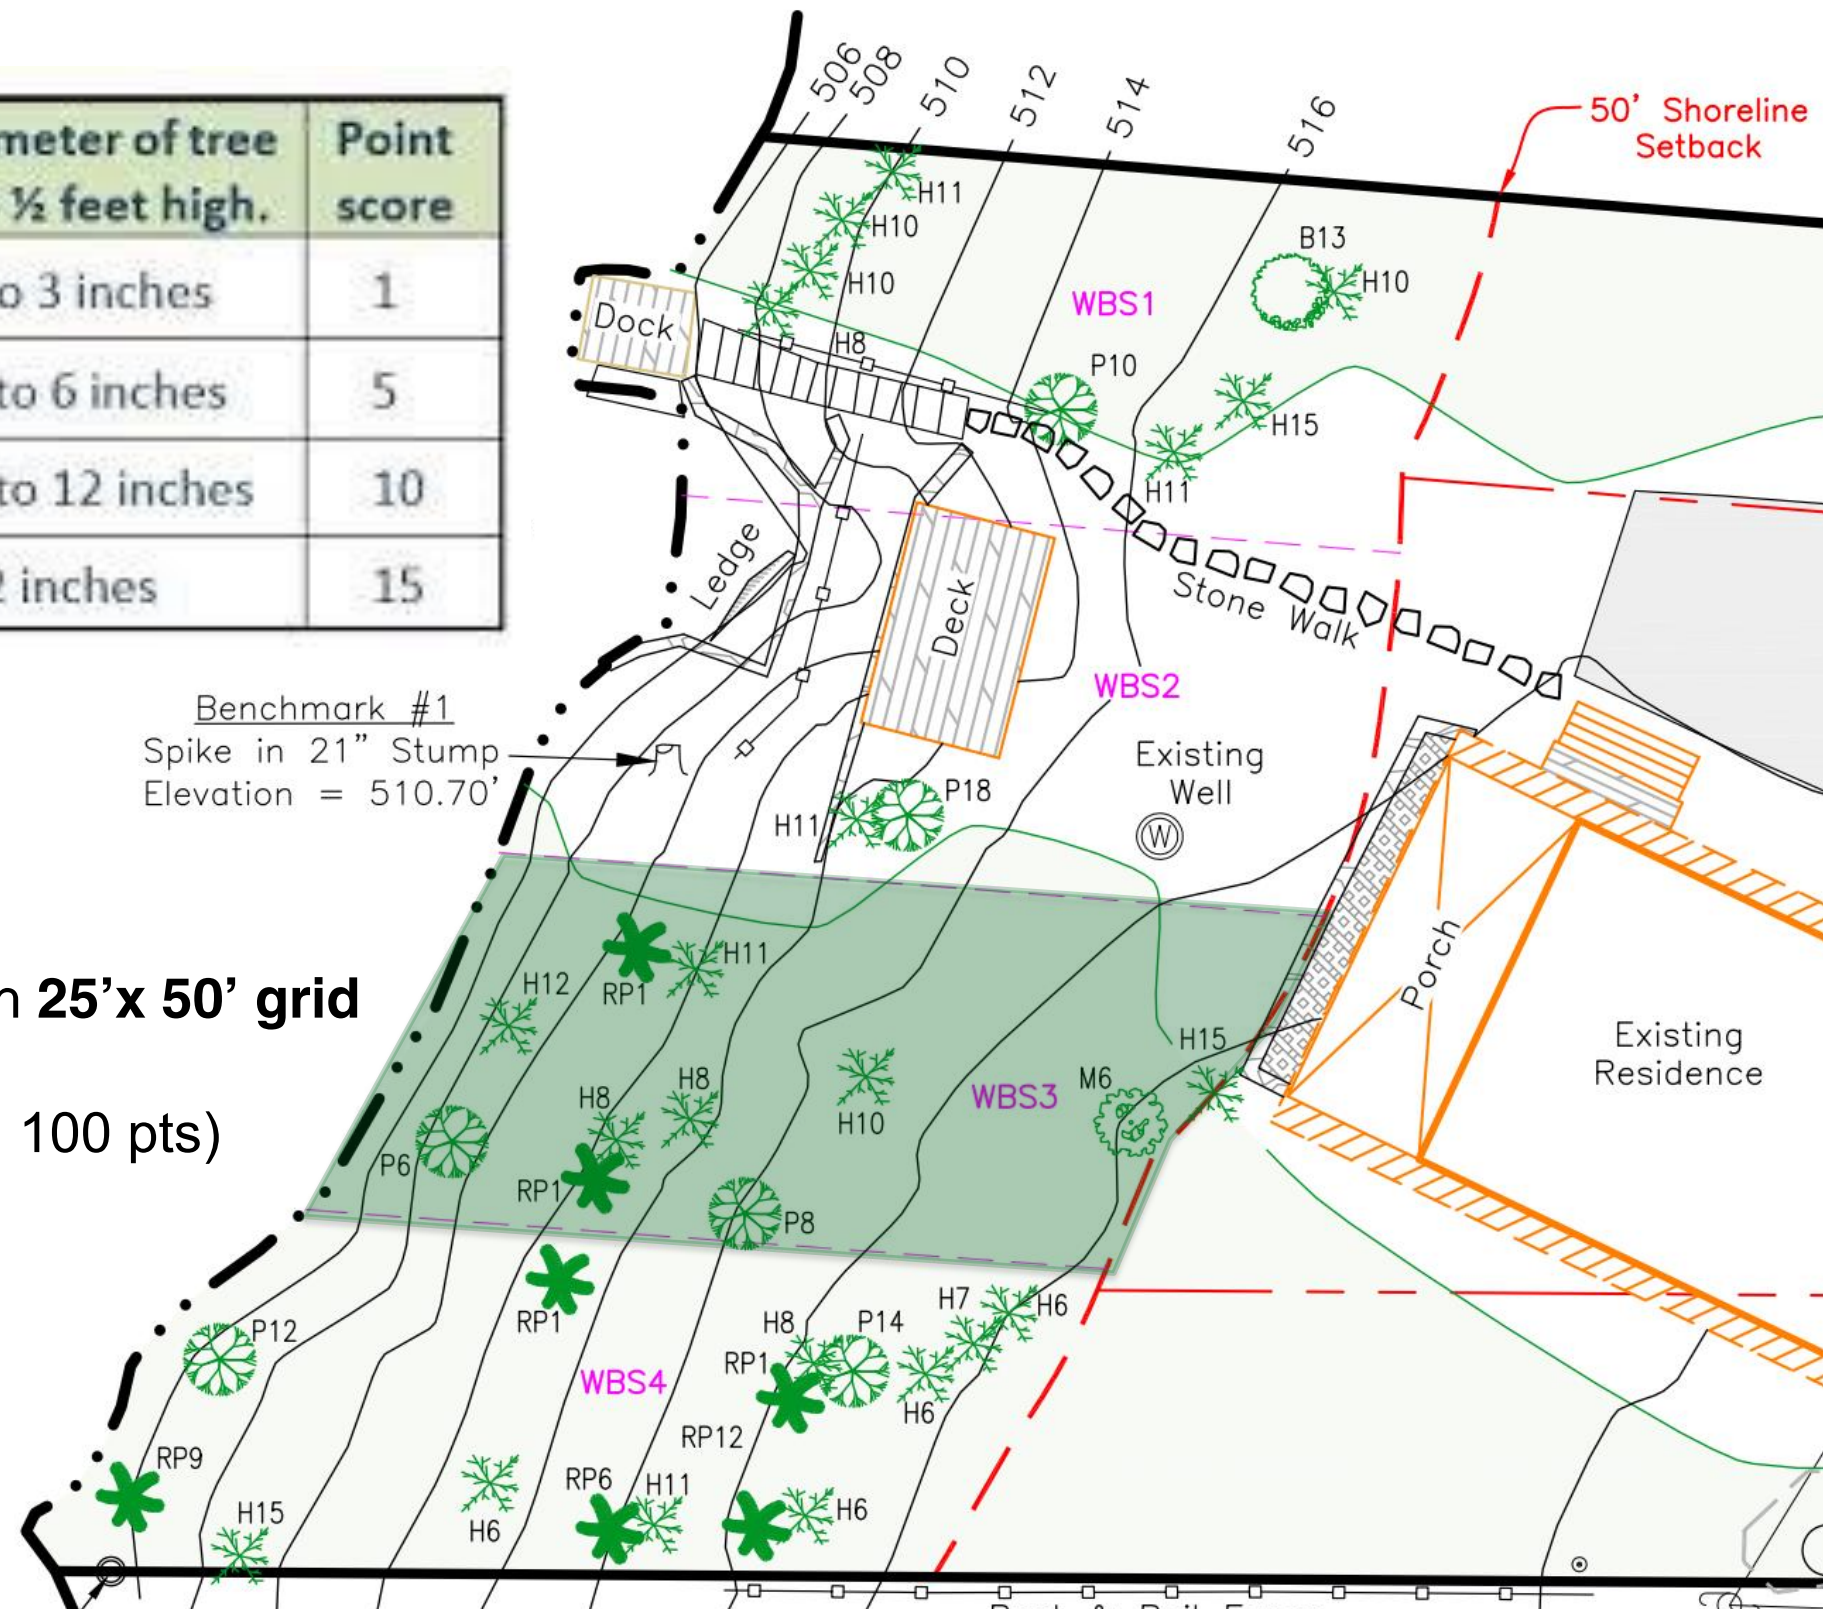 meter of tree
½ feet high.
Point
score
o 3 inches
1
to 6 inches
5
to 12 inches
10
2 inches
15
506
508
510
512
514
516
50' Shoreline
Setback
H11
H10
H10
B13
H10
WBS1
Dock
H8
P10
H15
H11
Ledge
Deck
Stone Walk
WBS2
Benchmark #1
Spike in 21" Stump
Elevation = 510.70'
Existing
Well
W
P18
H11
Porch
n 25'x 50' grid
H11
H12
RP1
Existing
Residence
H15
M6
H8
H8
WBS3
H10
100 pts)
P6
RP1
P8
RP1
H7
H6
P12
H8
P14
RP1
WBS4
H6
RP12
RP9
RP6
H11
H15
H6
H6